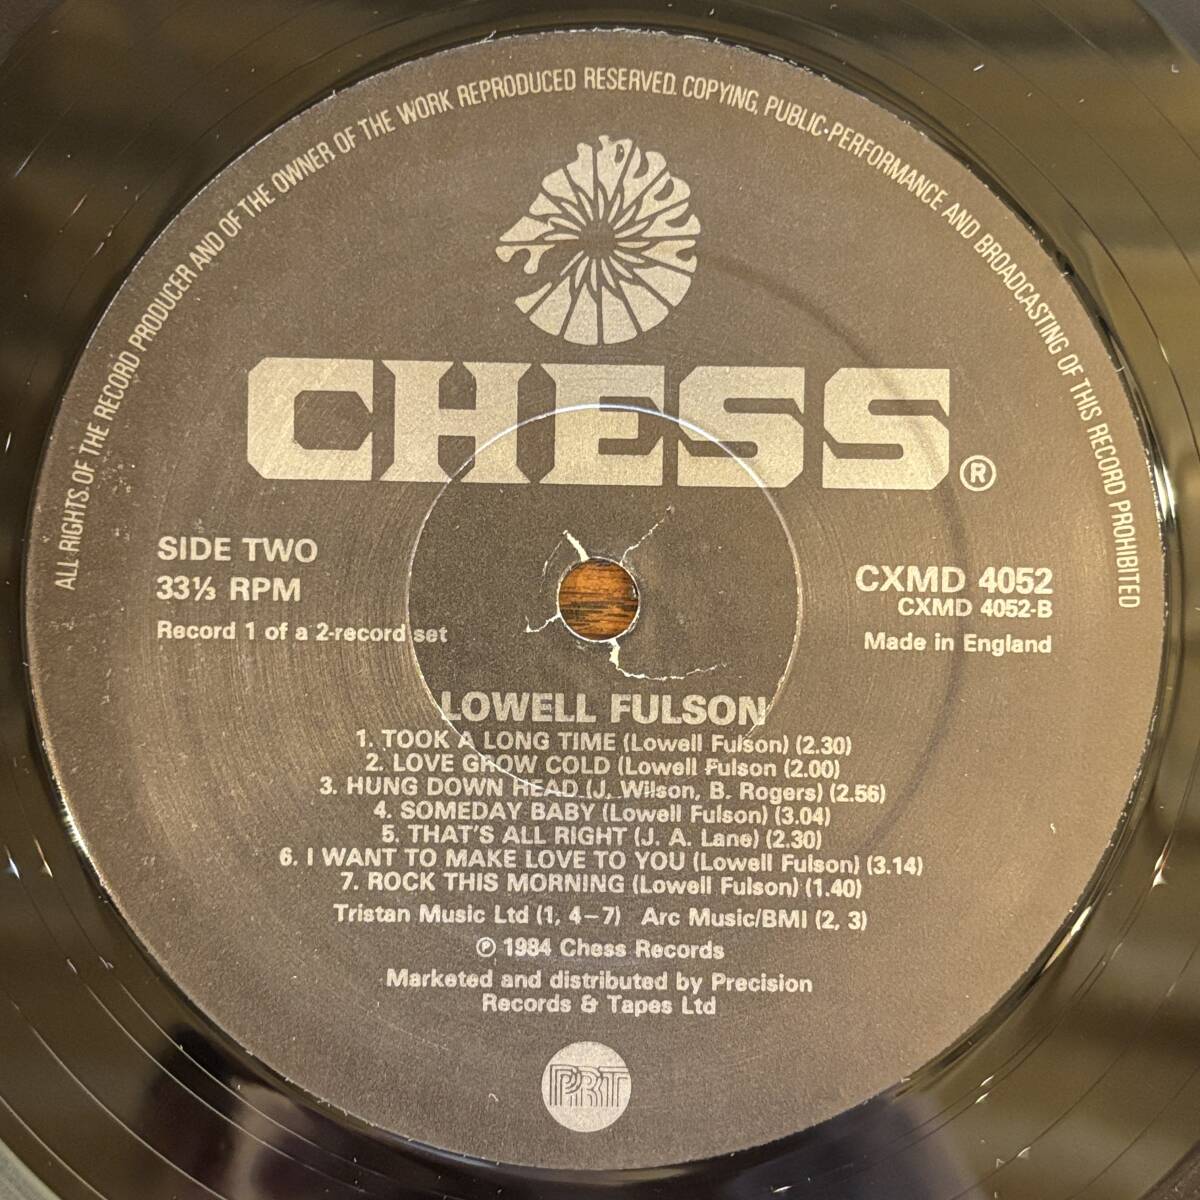 ALL RIGHTS OF THE RECORD PRODUCER AND OF THE OWNER OF THE WORK REPRODUCED RESERVED. COPYING, PUBLIC PERFORMANCE AND BROADCASTING OF THIS RECORD PROHIBITED
CHESS®
SIDE TWO
33⅓ RPM
Record 1 of a 2-record set
CXMD 4052
CXMD 4052-B
Made in England
LOWELL FULSON
1. TOOK A LONG TIME (Lowell Fulson) (2.30)
2. LOVE GROW COLD (Lowell Fulson (2.00)
3. HUNG DOWN HEAD (J. Wilson, B. Rogers) (2.56)
4. SOMEDAY BABY (Lowell Fulson) (3.04)
5. THAT'S ALL RIGHT (J. A. Lane) (2.30)
6. I WANT TO MAKE LOVE TO YOU (Lowell Fulson) (3.14)
7. ROCK THIS MORNING (Lowell Fulson) (1.40)
Tristan Music Ltd (1, 4–7) Arc Music/BMI (2, 3)
℗ 1984 Chess Records
Marketed and distributed by Precision
Records & Tapes Ltd
PRT